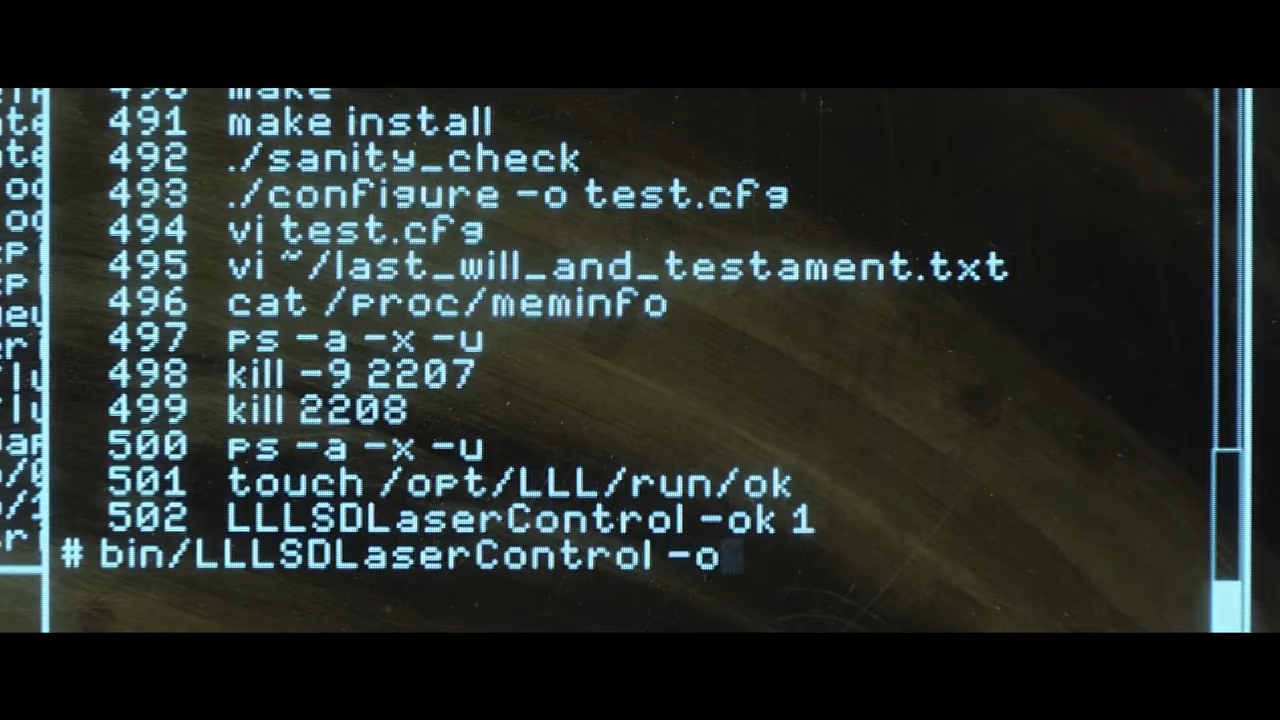 make
491 make install
492 ./sanity_check
493 ./configure -o test.cfg
494 vi test.cfg
495 vi ~/last_will_and_testament.txt
496 cat /proc/meminfo
497 ps -a -x -u
498 kill -9 2207
499 kill 2208
500 ps -a -x -u
501 touch /opt/LLL/run/ok
502 LLLSDLaserControl -ok 1
# bin/LLLSDLaserControl -o